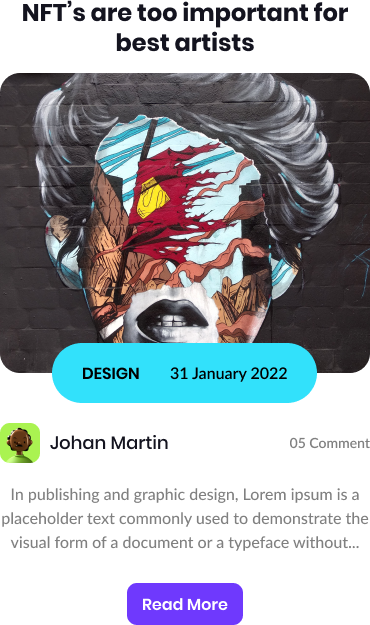 NFT’s are too important for
best artists
DESIGN 31 January 2022
Johan Martin 05 Comment
In publishing and graphic design, Lorem ipsum is a
placeholder text commonly used to demonstrate the
visual form of a document or a typeface without...
Read More